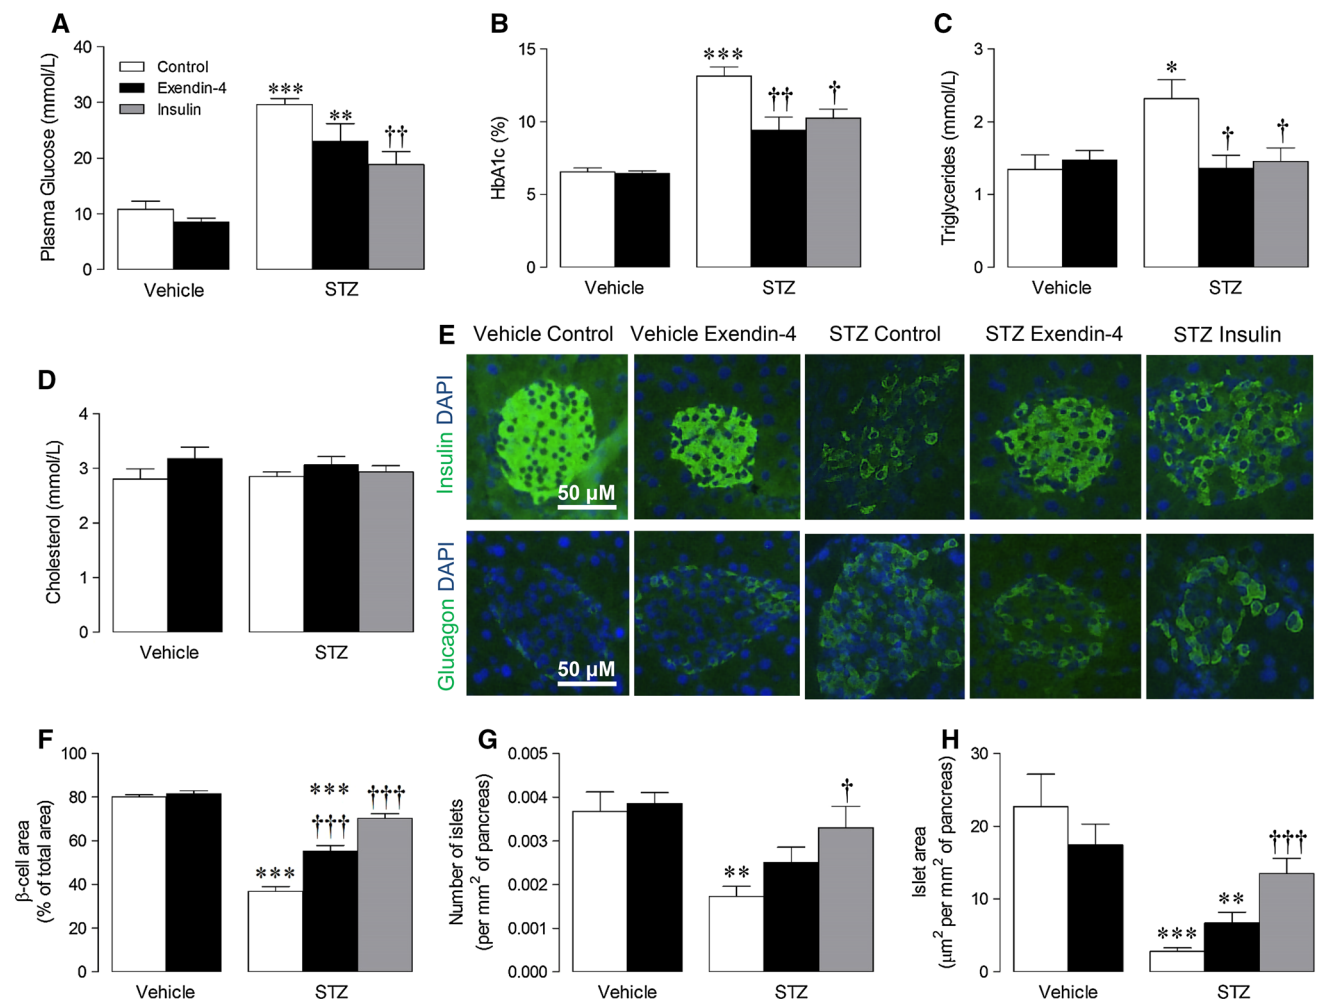 A
Plasma Glucose (mmol/L)
40
30
20
10
0
Control
Exendin-4
Insulin
***
**
††
Vehicle
STZ
B
HbA1c (%)
15
10
5
0
***
††
†
Vehicle
STZ
C
Triglycerides (mmol/L)
3
2
1
0
*
†
†
Vehicle
STZ
D
Cholesterol (mmol/L)
4
3
2
1
0
Vehicle
STZ
E
Vehicle Control
Vehicle Exendin-4
STZ Control
STZ Exendin-4
STZ Insulin
Insulin DAPI
50 µM
Glucagon DAPI
50 µM
F
β-cell area
(% of total area)
100
80
60
40
20
0
***
***
†††
†††
Vehicle
STZ
G
Number of islets
(per mm² of pancreas)
0.005
0.004
0.003
0.002
0.001
0.000
**
†
Vehicle
STZ
H
Islet area
(µm² per mm² of pancreas)
30
20
10
0
***
**
†††
Vehicle
STZ